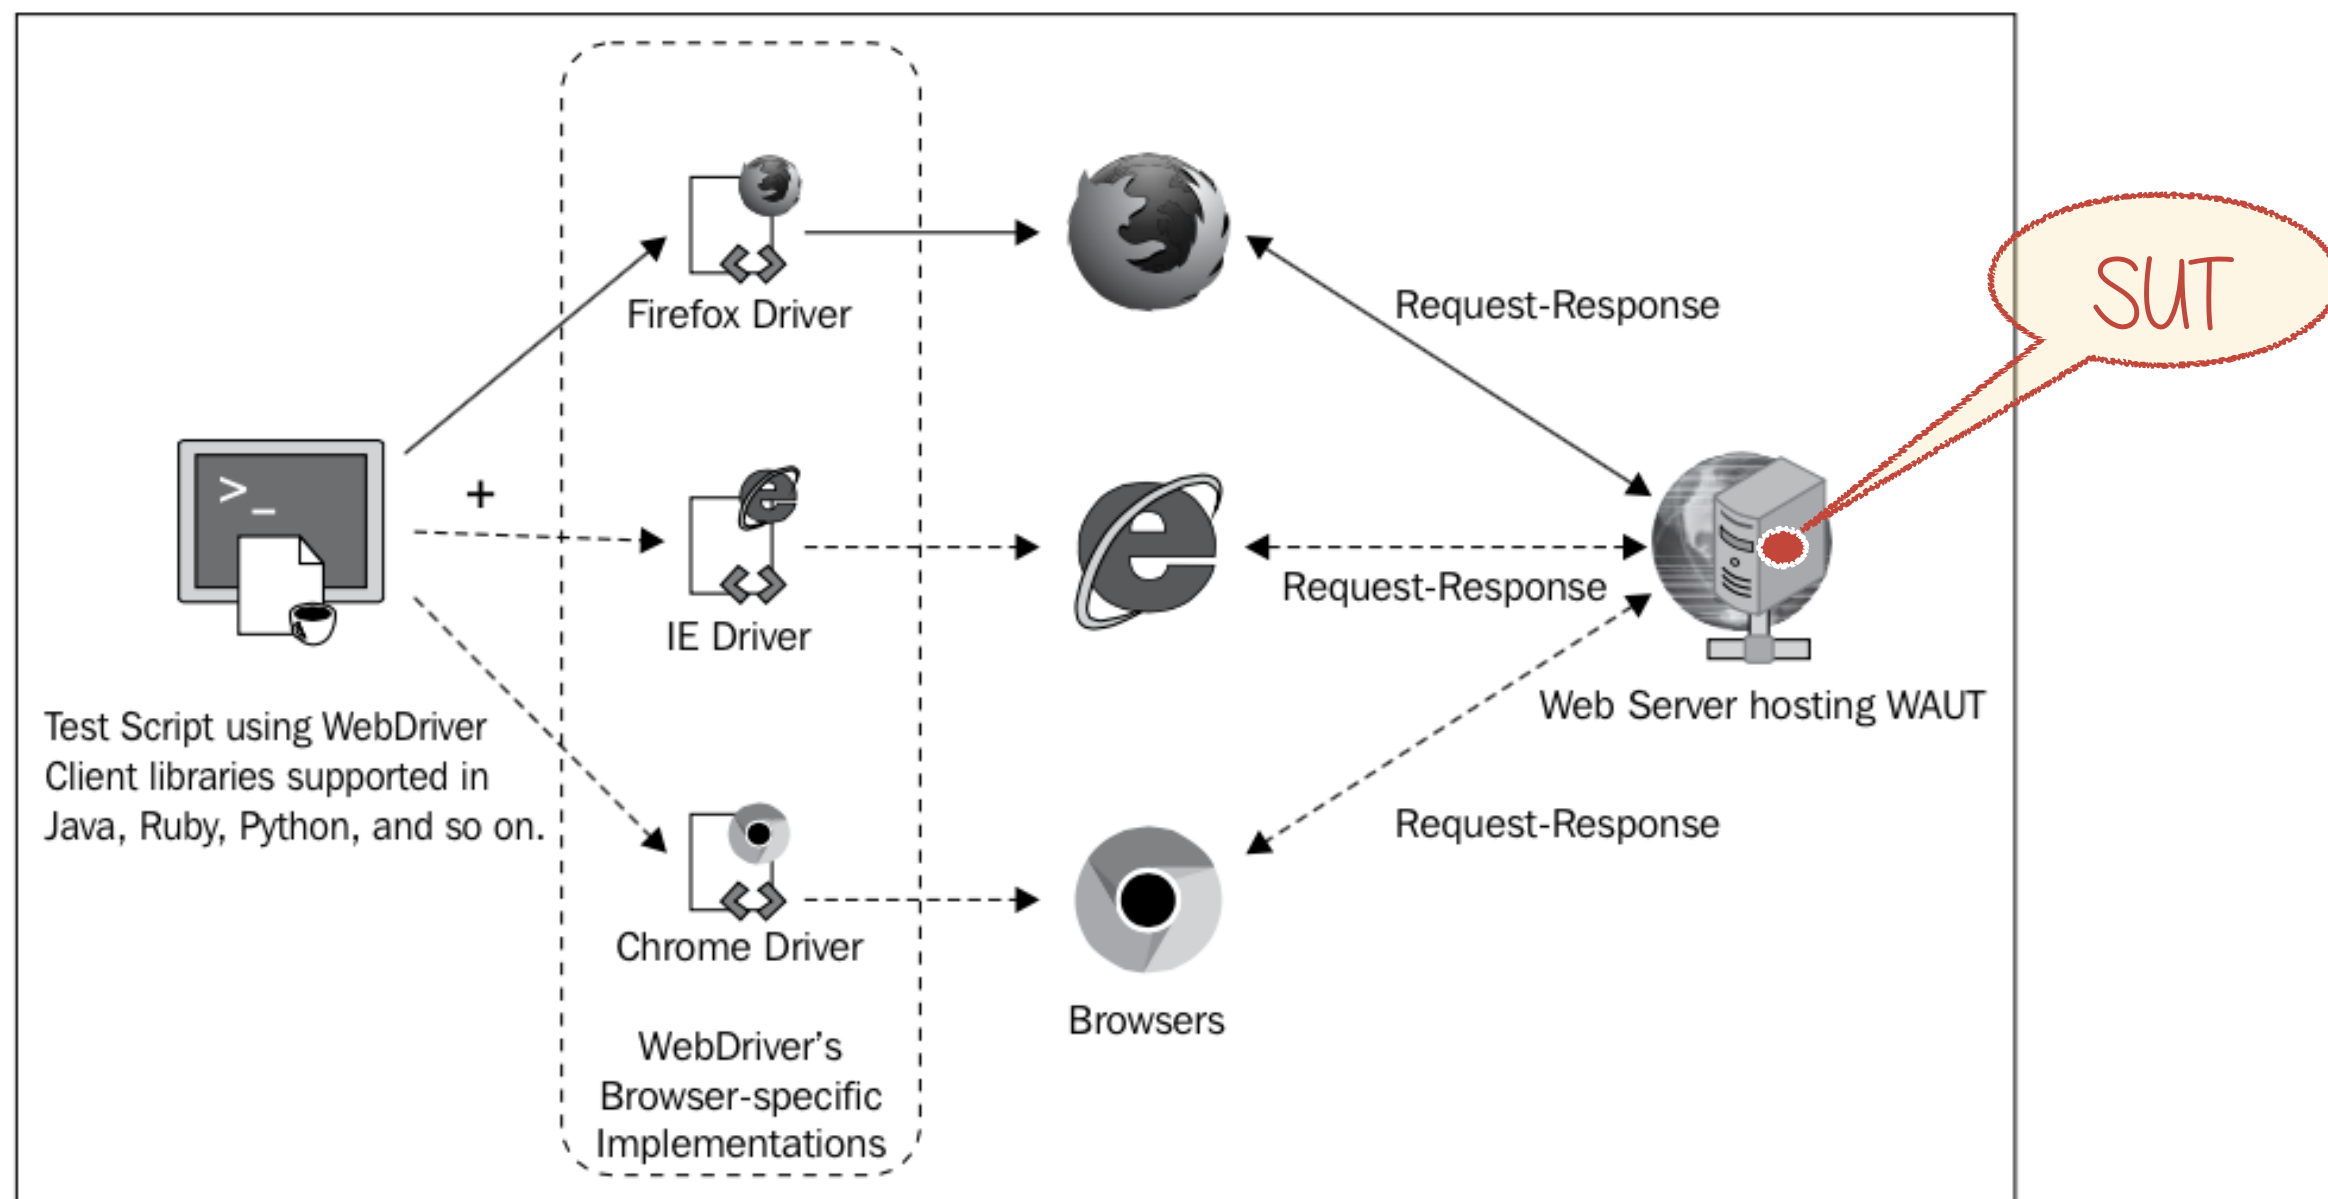 Firefox Driver
Request-Response
SUT
>_
+
IE Driver
Request-Response
Test Script using WebDriver
Client libraries supported in
Java, Ruby, Python, and so on.
Web Server hosting WAUT
Request-Response
Chrome Driver
Browsers
WebDriver's
Browser-specific
Implementations